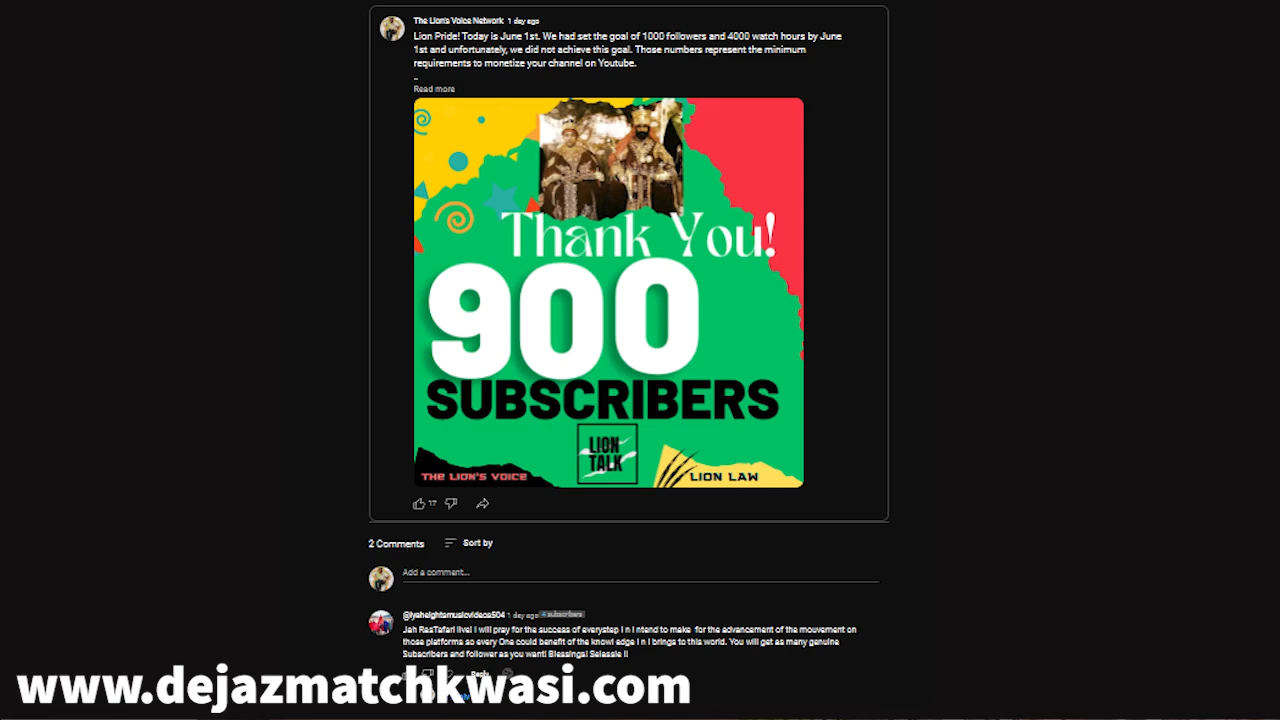 The Lion's Voice Network 1 day ago
Lion Pride! Today is June 1st. We had set the goal of 1000 followers and 4000 watch hours by June
1st and unfortunately, we did not achieve this goal. Those numbers represent the minimum
requirements to monetize your channel on Youtube.
..
Read more
Thank You!
900
SUBSCRIBERS
LION
TALK
THE LION'S VOICE
LION LAW
17
2 Comments
Sort by
Add a comment...
@iyaheightsmusicvideos504 1 day ago 4 subscribers
Jah RasTafari live! I will pray for the success of everystep I n I ntend to make for the advancement of the mouvement on
those platforms so every One could benefit of the knowl edge I n I brings to this world. You will get as many genuine
Subscribers and follower as you want! Blessings! Selassie II
Reply
www.dejazmatchkwasi.com